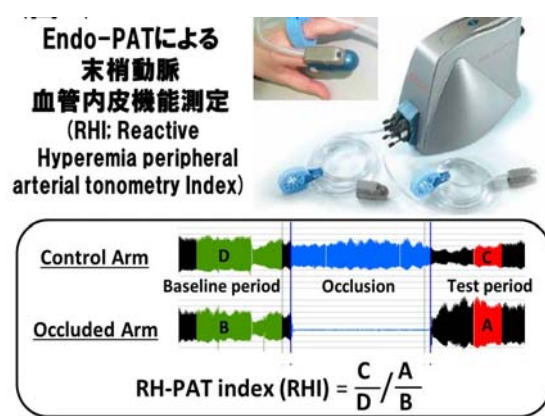 Endo-PATによる
末梢動脈
血管内皮機能測定
(RHI: Reactive
Hyperemia peripheral
arterial tonometry Index)
Control Arm
D
C
Baseline period
Occlusion
Test period
Occluded Arm
B
A
RH-PAT index (RHI) = C/D / A/B